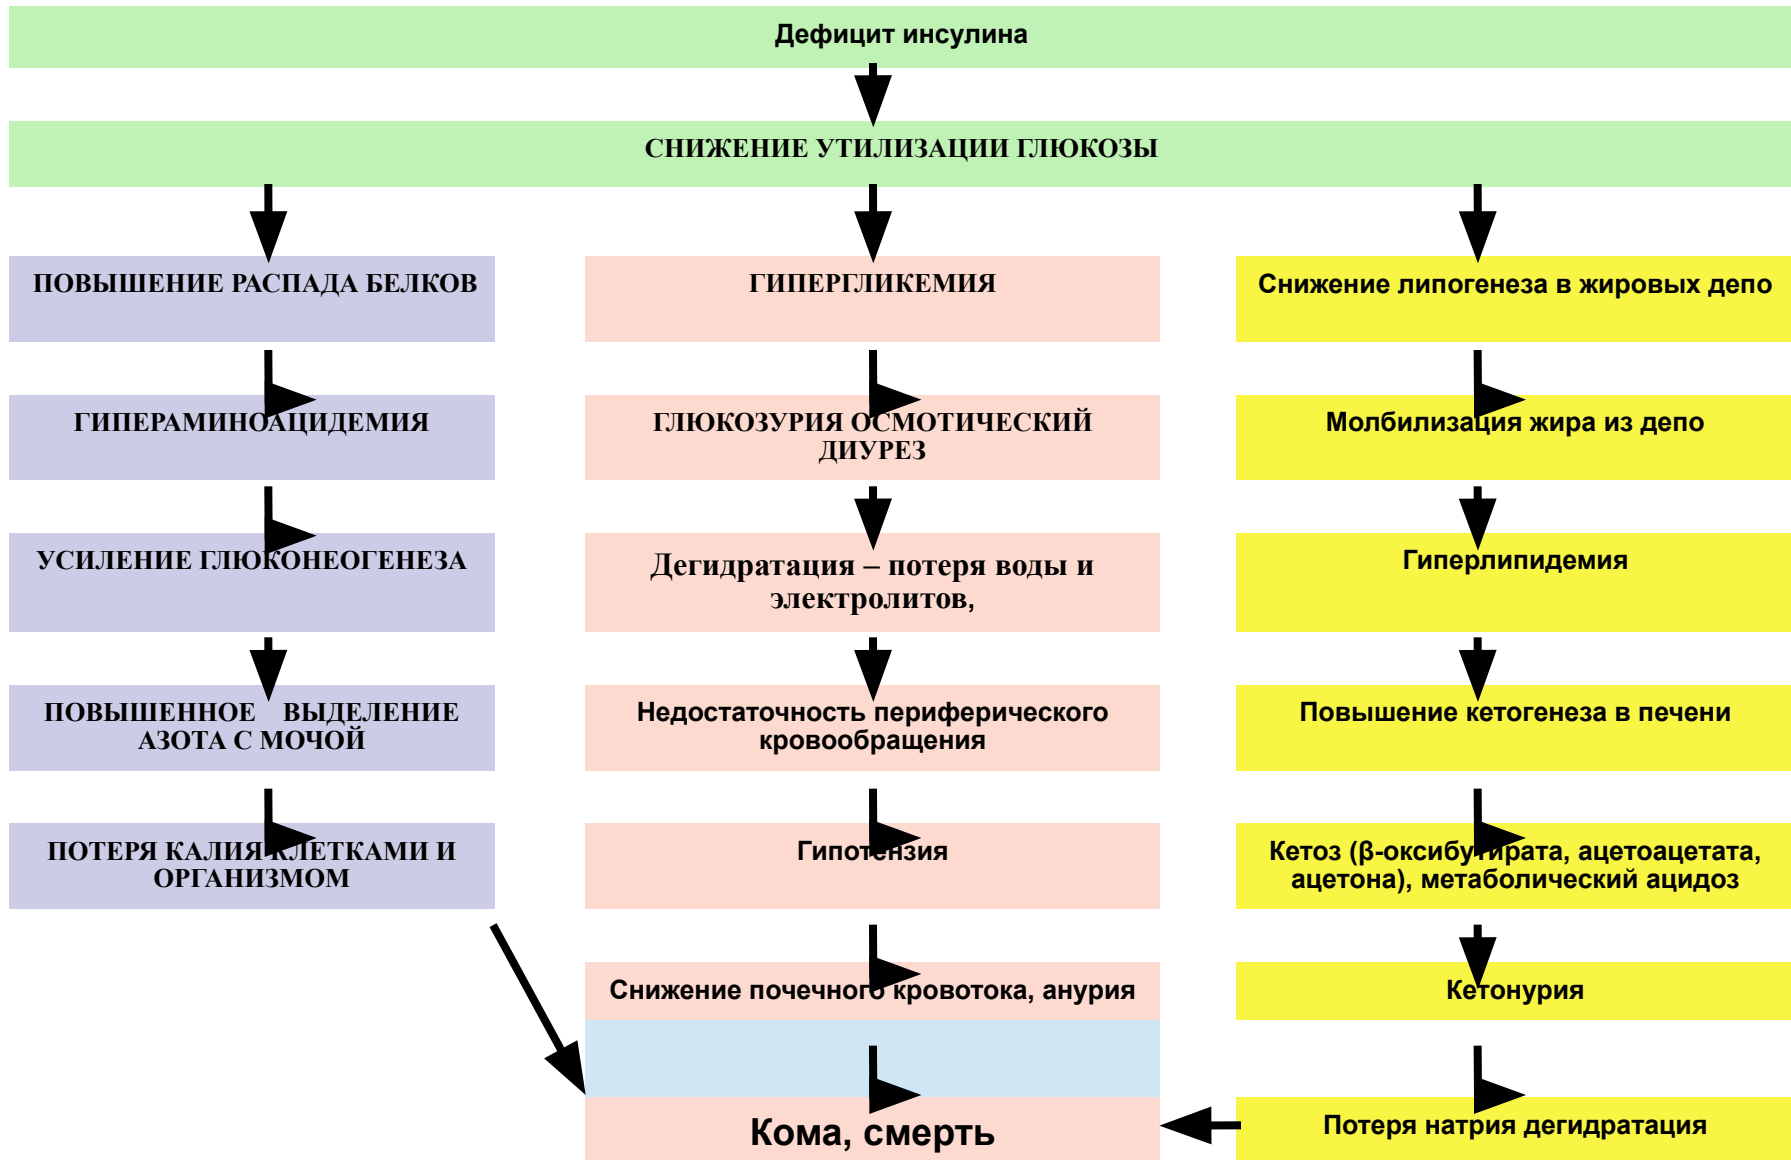 Дефицит инсулина
СНИЖЕНИЕ УТИЛИЗАЦИИ ГЛЮКОЗЫ
ПОВЫШЕНИЕ РАСПАДА БЕЛКОВ
ГИПЕРАМИНОАЦИДЕМИЯ
УСИЛЕНИЕ ГЛЮКОНЕОГЕНЕЗА
ПОВЫШЕННОЕ ВЫДЕЛЕНИЕ
АЗОТА С МОЧОЙ
ПОТЕРЯ КАЛИЯ КЛЕТКАМИ И
ОРГАНИЗМОМ
ГИПЕРГЛИКЕМИЯ
ГЛЮКОЗУРИЯ ОСМОТИЧЕСКИЙ
ДИУРЕЗ
Дегидратация – потеря воды и
электролитов,
Недостаточность периферического
кровообращения
Гипотензия
Снижение почечного кровотока, анурия
Кома, смерть
Снижение липогенеза в жировых депо
Молбилизация жира из депо
Гиперлипидемия
Повышение кетогенеза в печени
Кетоз (β-оксибутирата, ацетоацетата,
ацетона), метаболический ацидоз
Кетонурия
Потеря натрия дегидратация